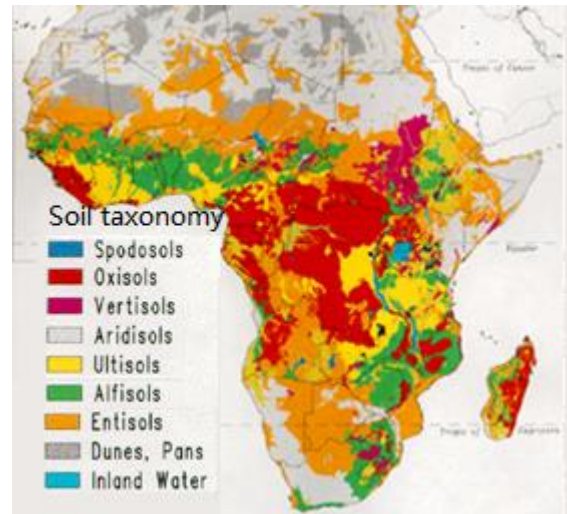 Tropic of Cancer
Soil taxonomy
Spodosols
Oxisols
Vertisols
Aridisols
Equator
Ultisols
Alfisols
Entisols
Tropic of Capricorn
Dunes, Pans
Inland Water